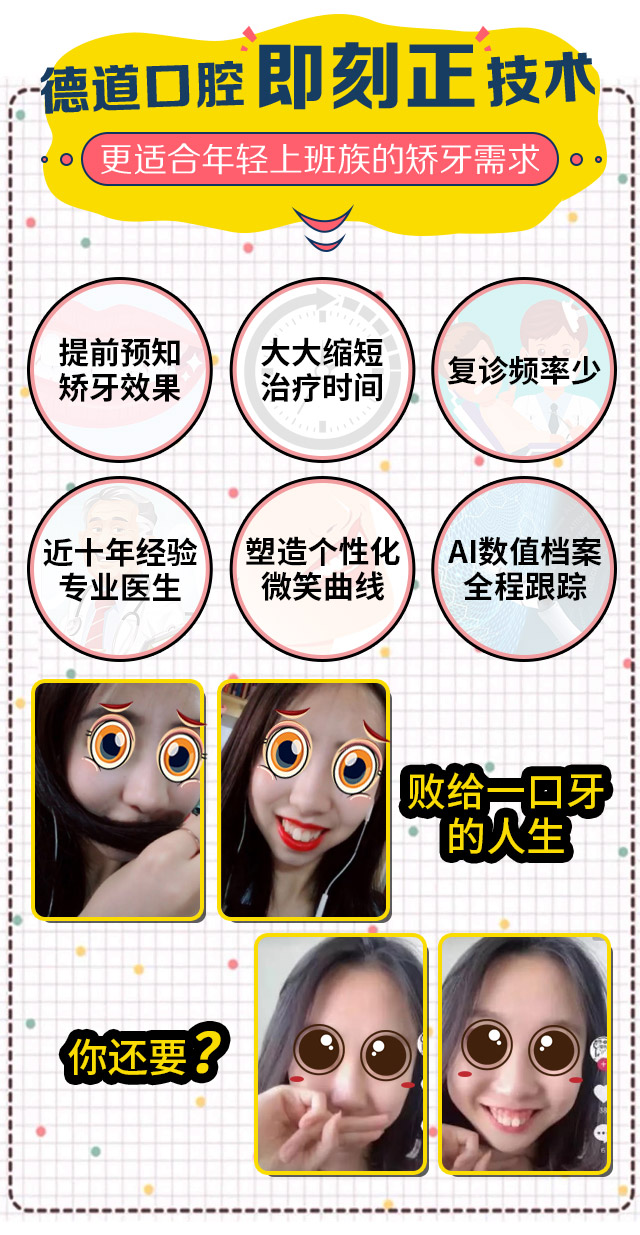 德道口腔即刻正技术
更适合年轻上班族的矫牙需求
提前预知
矫牙效果
大大缩短
治疗时间
复诊频率少
近十年经验
专业医生
塑造个性化
微笑曲线
AI数值档案
全程跟踪
败给一口牙
的人生
你还要？